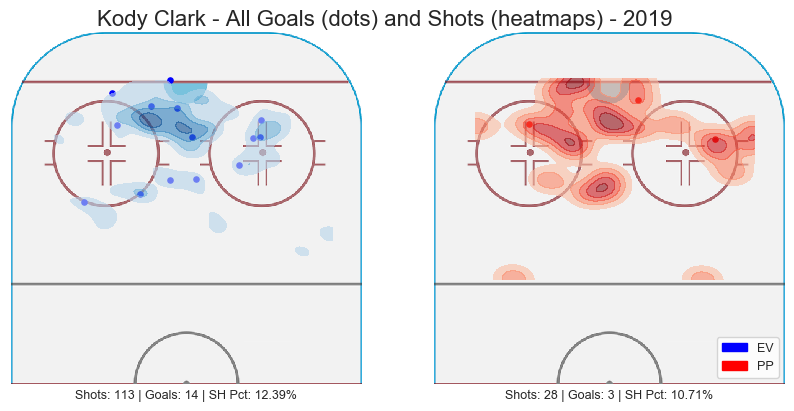 Kody Clark - All Goals (dots) and Shots (heatmaps) - 2019
EV
PP
Shots: 113 | Goals: 14 | SH Pct: 12.39%
Shots: 28 | Goals: 3 | SH Pct: 10.71%